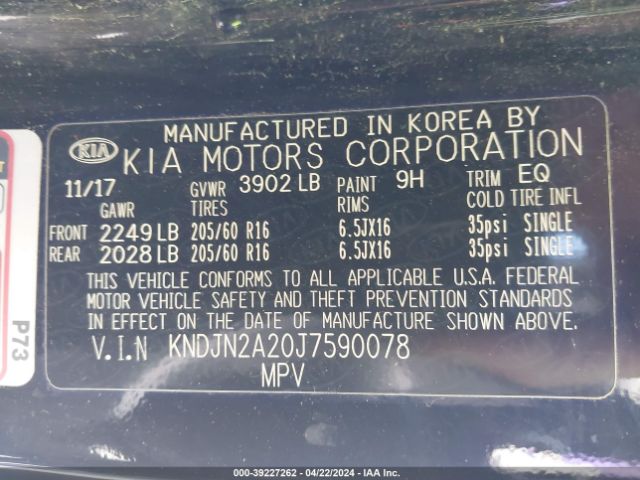 MANUFACTURED IN KOREA BY
KIA KIA MOTORS CORPORATION
11/17 GVWR 3902 LB PAINT 9H TRIM EQ
GAWR TIRES RIMS COLD TIRE INFL
FRONT 2249 LB 205/60 R16 6.5JX16 35psi SINGLE
REAR 2028 LB 205/60 R16 6.5JX16 35psi SINGLE
THIS VEHICLE CONFORMS TO ALL APPLICABLE U.S.A. FEDERAL
MOTOR VEHICLE SAFETY AND THEFT PREVENTION STANDARDS
IN EFFECT ON THE DATE OF MANUFACTURE SHOWN ABOVE.
V.I.N KNDJN2A20J7590078
MPV
P73
000-39227262 - 04/22/2024 - IAADJ